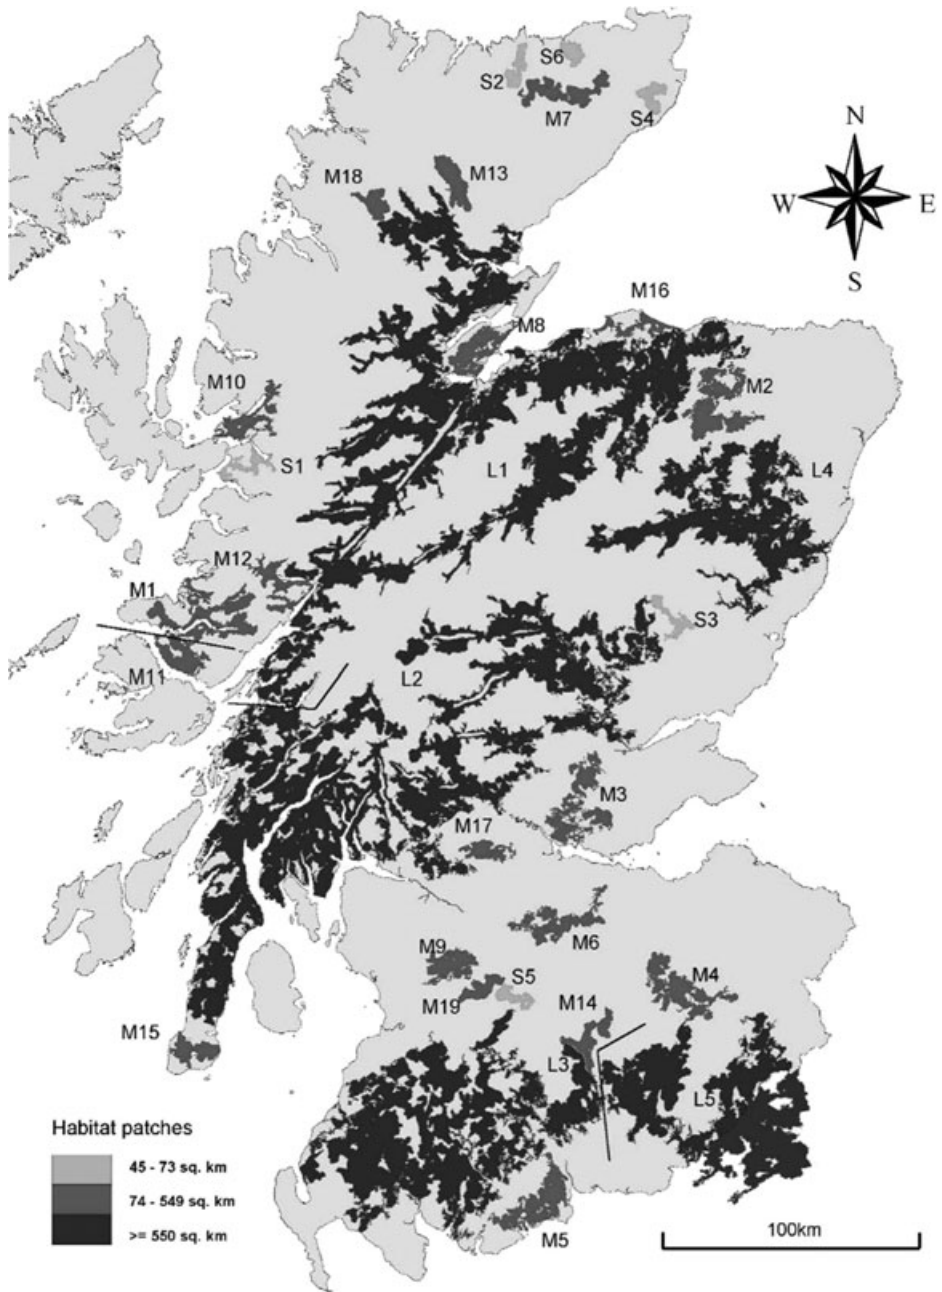 S6
S2
M7
S4
N
M13
M18
W
E
S
M16
M8
M10
M2
S1
L1
L4
M12
M1
S3
M11
L2
M3
M17
M6
M9
S5
M4
M19
M14
M15
L3
L5
Habitat patches
45 - 73 sq. km
74 - 549 sq. km
>= 550 sq. km
100km
M5